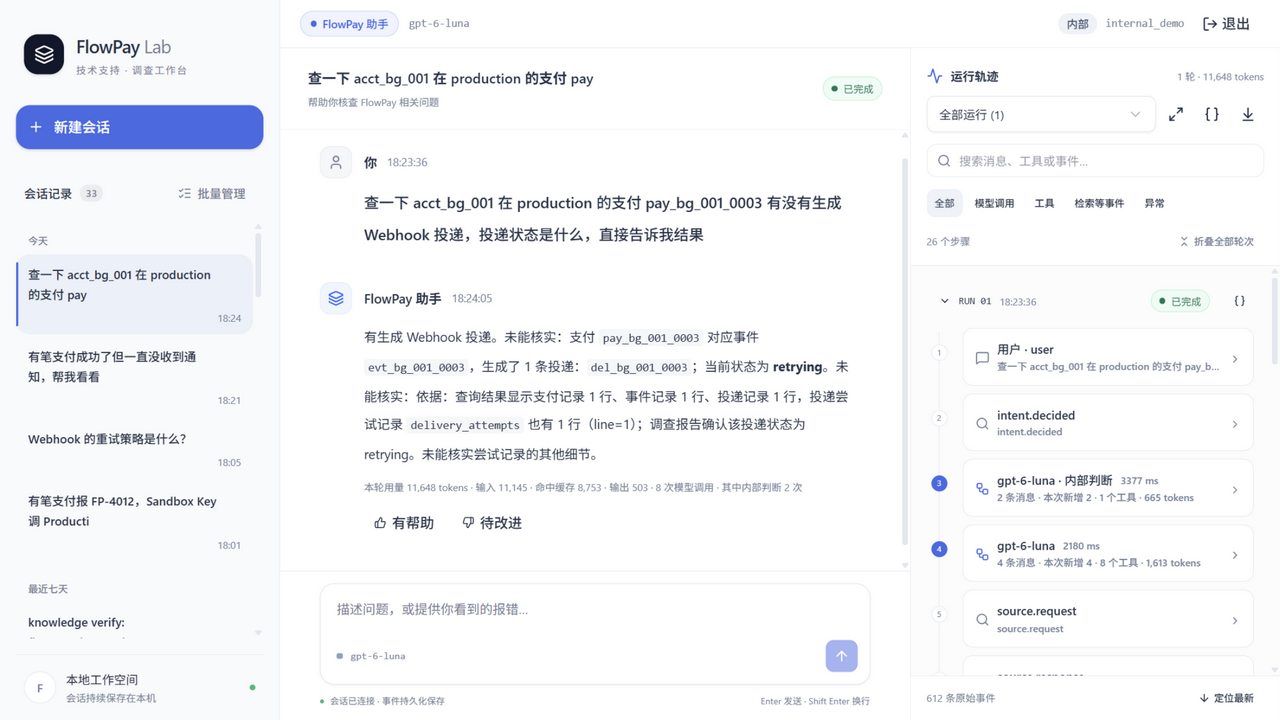 FlowPay Lab
技术支持 · 调查工作台
+ 新建会话
会话记录 33
批量管理
今天
查一下 acct_bg_001 在 production
的支付 pay
18:24
有笔支付成功了但一直没收到通
知，帮我看看
18:21
Webhook 的重试策略是什么?
18:05
有笔支付报 FP-4012，Sandbox Key
调 Producti
18:01
最近七天
knowledge verify:
F
本地工作空间
会话持续保存在本机
FlowPay 助手
gpt-6-luna
内部
internal_demo
退出
查一下 acct_bg_001 在 production 的支付 pay
帮助你核查 FlowPay 相关问题
已完成
你 18:23:36
查一下 acct_bg_001 在 production 的支付 pay_bg_001_0003 有没有生成
Webhook 投递，投递状态是什么，直接告诉我结果
FlowPay 助手 18:24:05
有生成 Webhook 投递。未能核实：支付 pay_bg_001_0003 对应事件
evt_bg_001_0003，生成了 1 条投递：del_bg_001_0003；当前状态为 retrying。未
能核实：依据：查询结果显示支付记录 1 行、事件记录 1 行、投递记录 1 行，投递尝
试记录 delivery_attempts 也有 1 行（line=1）；调查报告确认该投递状态为
retrying。未能核实尝试记录的其他细节。
本轮用量 11,648 tokens · 输入 11,145 · 命中缓存 8,753 · 输出 503 · 8 次模型调用 · 其中内部判断 2 次
有帮助
待改进
描述问题，或提供你看到的报错...
gpt-6-luna
会话已连接 · 事件持久化保存
Enter 发送 · Shift Enter 换行
运行轨迹
1 轮 · 11,648 tokens
全部运行 (1)
{ }
搜索消息、工具或事件...
全部
模型调用
工具
检索等事件
异常
26 个步骤
折叠全部轮次
RUN 01 18:23:36
已完成
{ }
1
用户 · user
查一下 acct_bg_001 在 production 的支付 pay_b...
2
intent.decided
intent.decided
3
gpt-6-luna · 内部判断 3377 ms
2 条消息 · 本次新增 2 · 1 个工具 · 665 tokens
4
gpt-6-luna 2180 ms
4 条消息 · 本次新增 4 · 8 个工具 · 1,613 tokens
5
source.request
source.request
612 条原始事件
定位最新